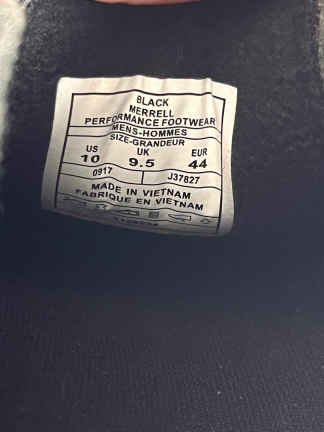 BLACK
MERRELL
PERFORMANCE FOOTWEAR
MENS-HOMMES
SIZE-GRANDEUR
US UK EUR
10 9.5 44
0917 J37827
MADE IN VIETNAM
FABRIQUE EN VIETNAM